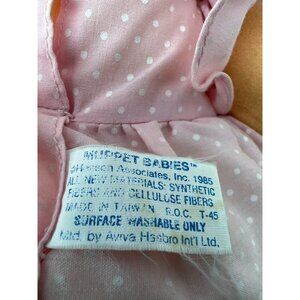 MUPPET BABIES™
©Henson Associates, Inc. 1985
ALL NEW MATERIALS: SYNTHETIC
FIBERS AND CELLULOSE FIBERS
MADE IN TAIWAN R.O.C. T-45
SURFACE WASHABLE ONLY
Mfd. by Aviva Hasbro Int'l Ltd.